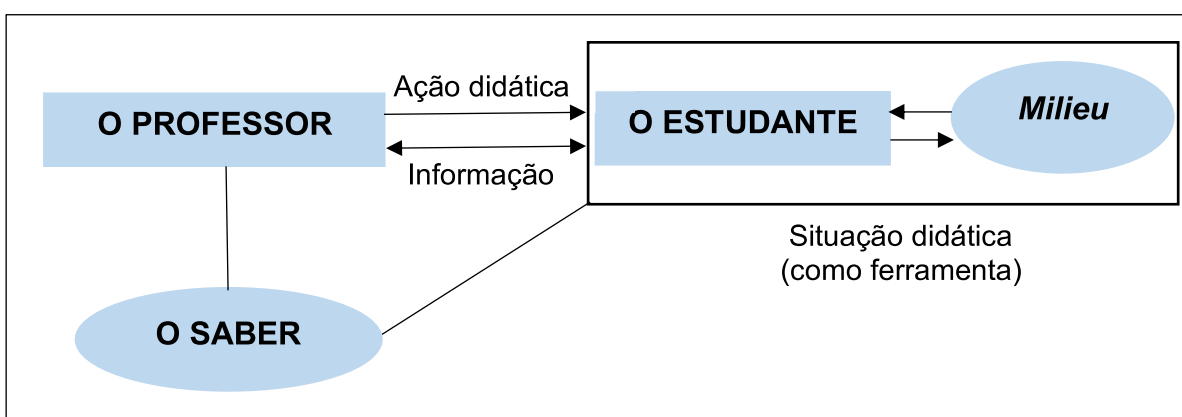 Ação didática
O PROFESSOR
Informação
O ESTUDANTE
Milieu
Situação didática
(como ferramenta)
O SABER